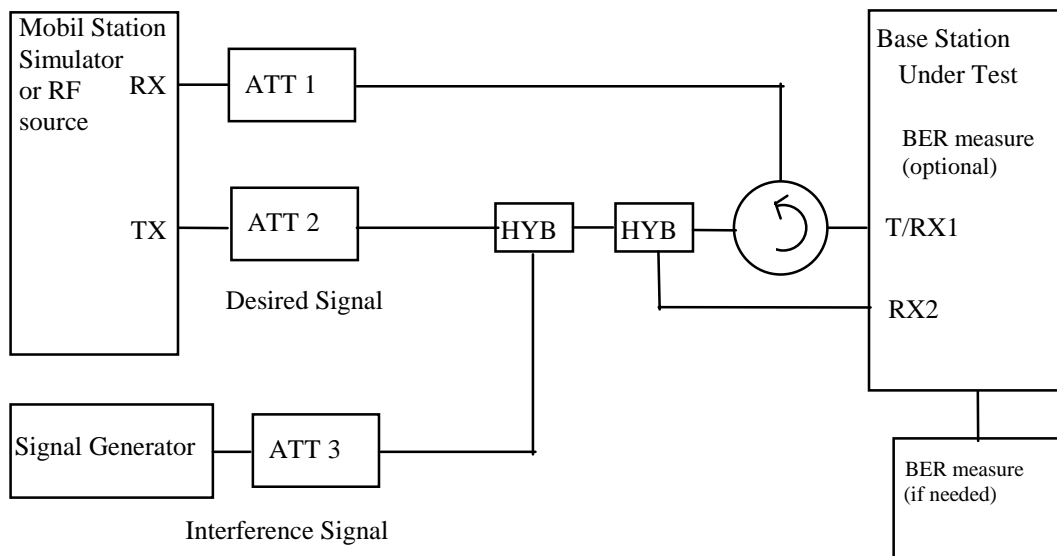 Mobil Station
Simulator
or RF
source
RX
TX
ATT 1
ATT 2
Desired Signal
HYB
HYB
Base Station
Under Test
BER measure
(optional)
T/RX1
RX2
Signal Generator
ATT 3
Interference Signal
BER measure
(if needed)